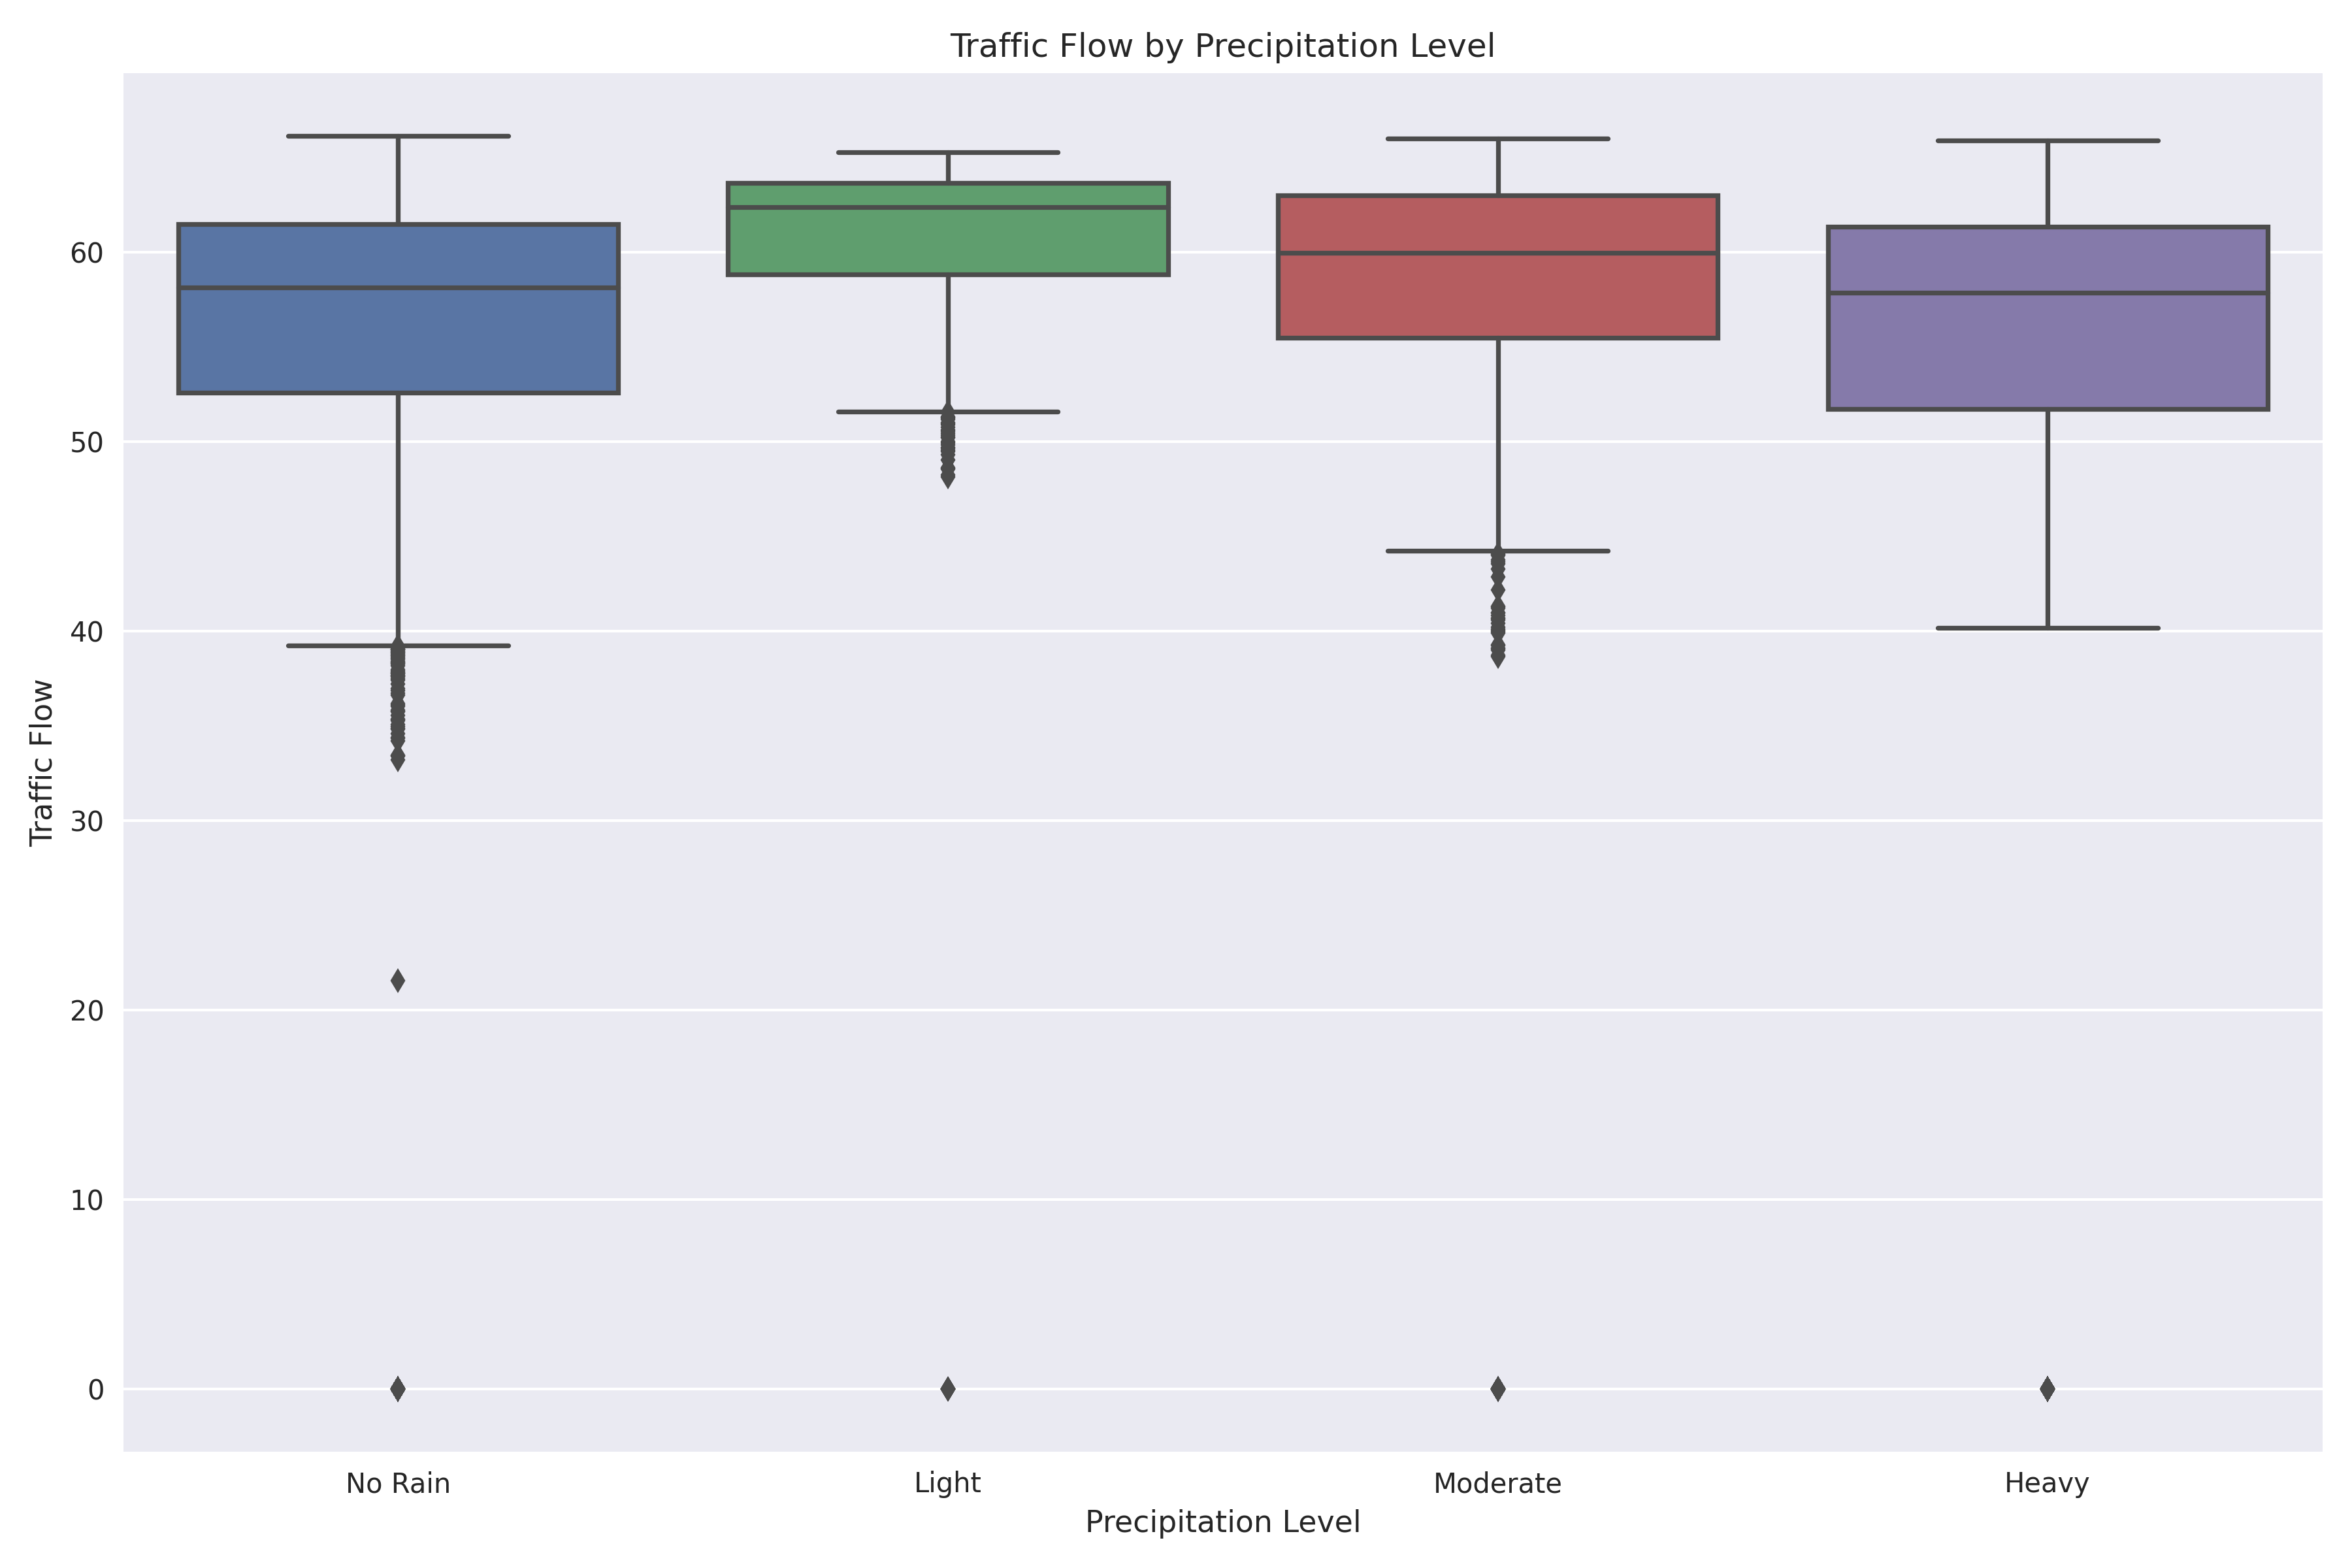 Traffic Flow by Precipitation Level
Traffic Flow
60
50
40
30
20
10
0
No Rain
Light
Moderate
Heavy
Precipitation Level